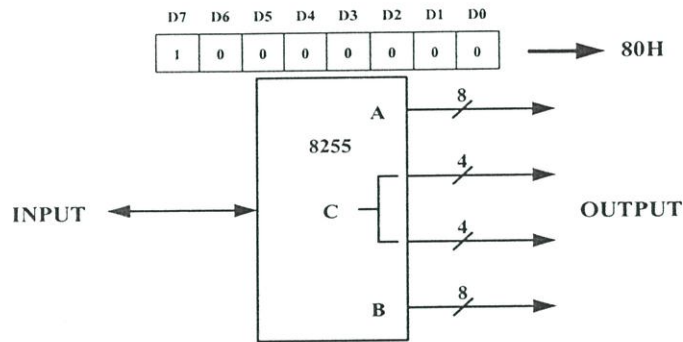 D7 D6 D5 D4 D3 D2 D1 D0
1 0 0 0 0 0 0 0 80H
A 8
8255
4
INPUT C OUTPUT
4
B 8